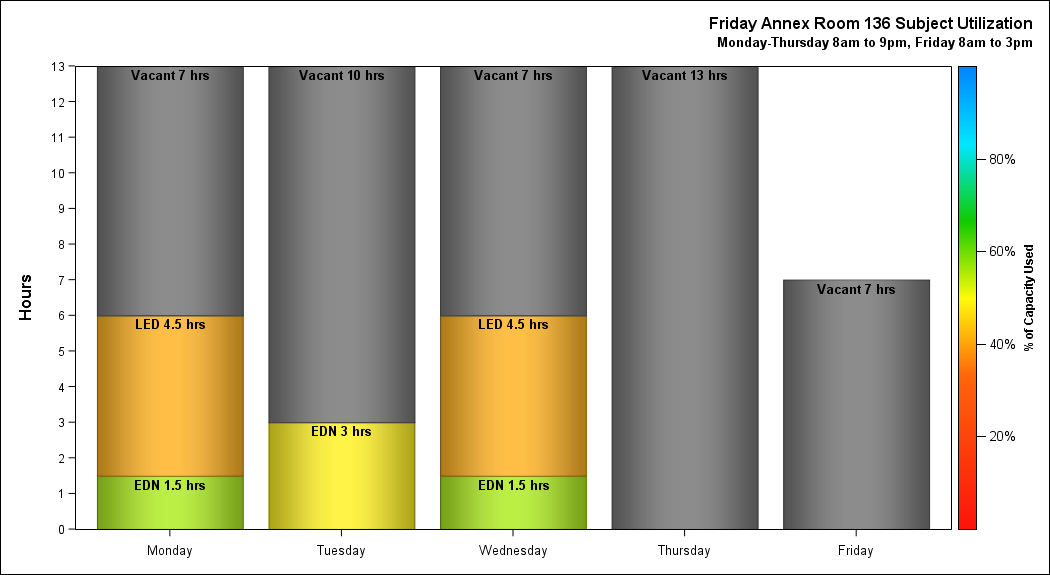 Friday Annex Room 136 Subject Utilization
Monday-Thursday 8am to 9pm, Friday 8am to 3pm
Hours
13
12
11
10
9
8
7
6
5
4
3
2
1
0
Vacant 7 hrs
LED 4.5 hrs
EDN 1.5 hrs
Vacant 10 hrs
EDN 3 hrs
Vacant 7 hrs
LED 4.5 hrs
EDN 1.5 hrs
Vacant 13 hrs
Vacant 7 hrs
Monday
Tuesday
Wednesday
Thursday
Friday
80%
60%
40%
20%
% of Capacity Used